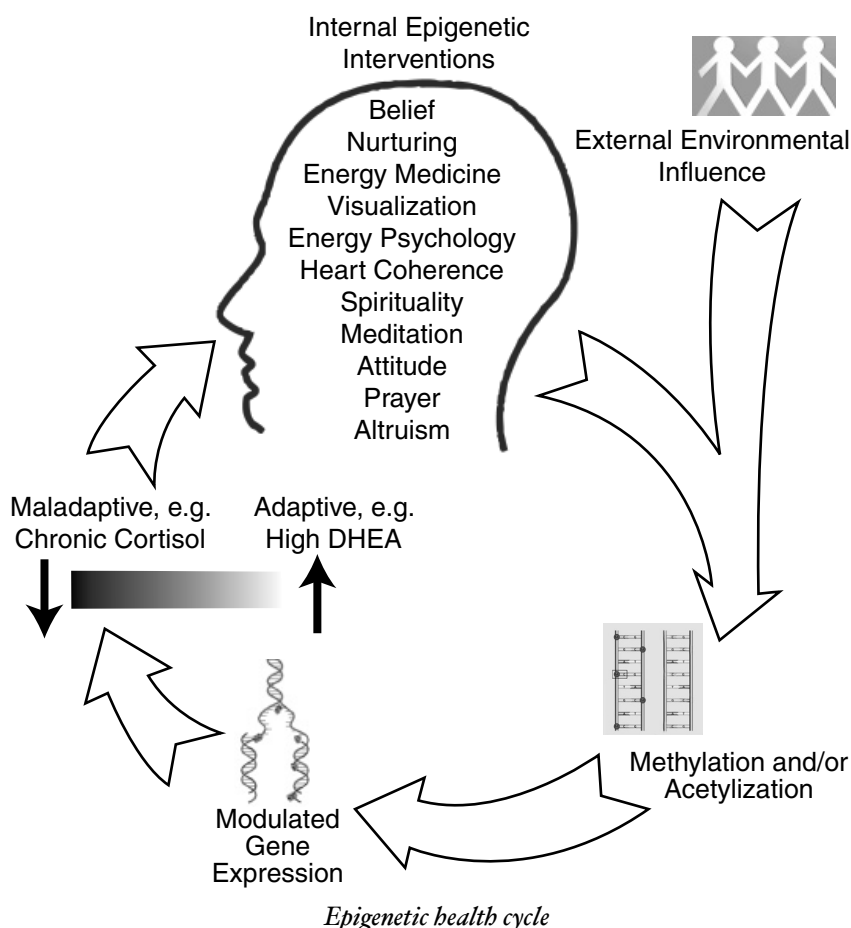 Internal Epigenetic
Interventions
Belief
Nurturing
Energy Medicine
Visualization
Energy Psychology
Heart Coherence
Spirituality
Meditation
Attitude
Prayer
Altruism
External Environmental
Influence
Maladaptive, e.g.
Chronic Cortisol
Adaptive, e.g.
High DHEA
Methylation and/or
Acetylization
Modulated
Gene
Expression
Epigenetic health cycle